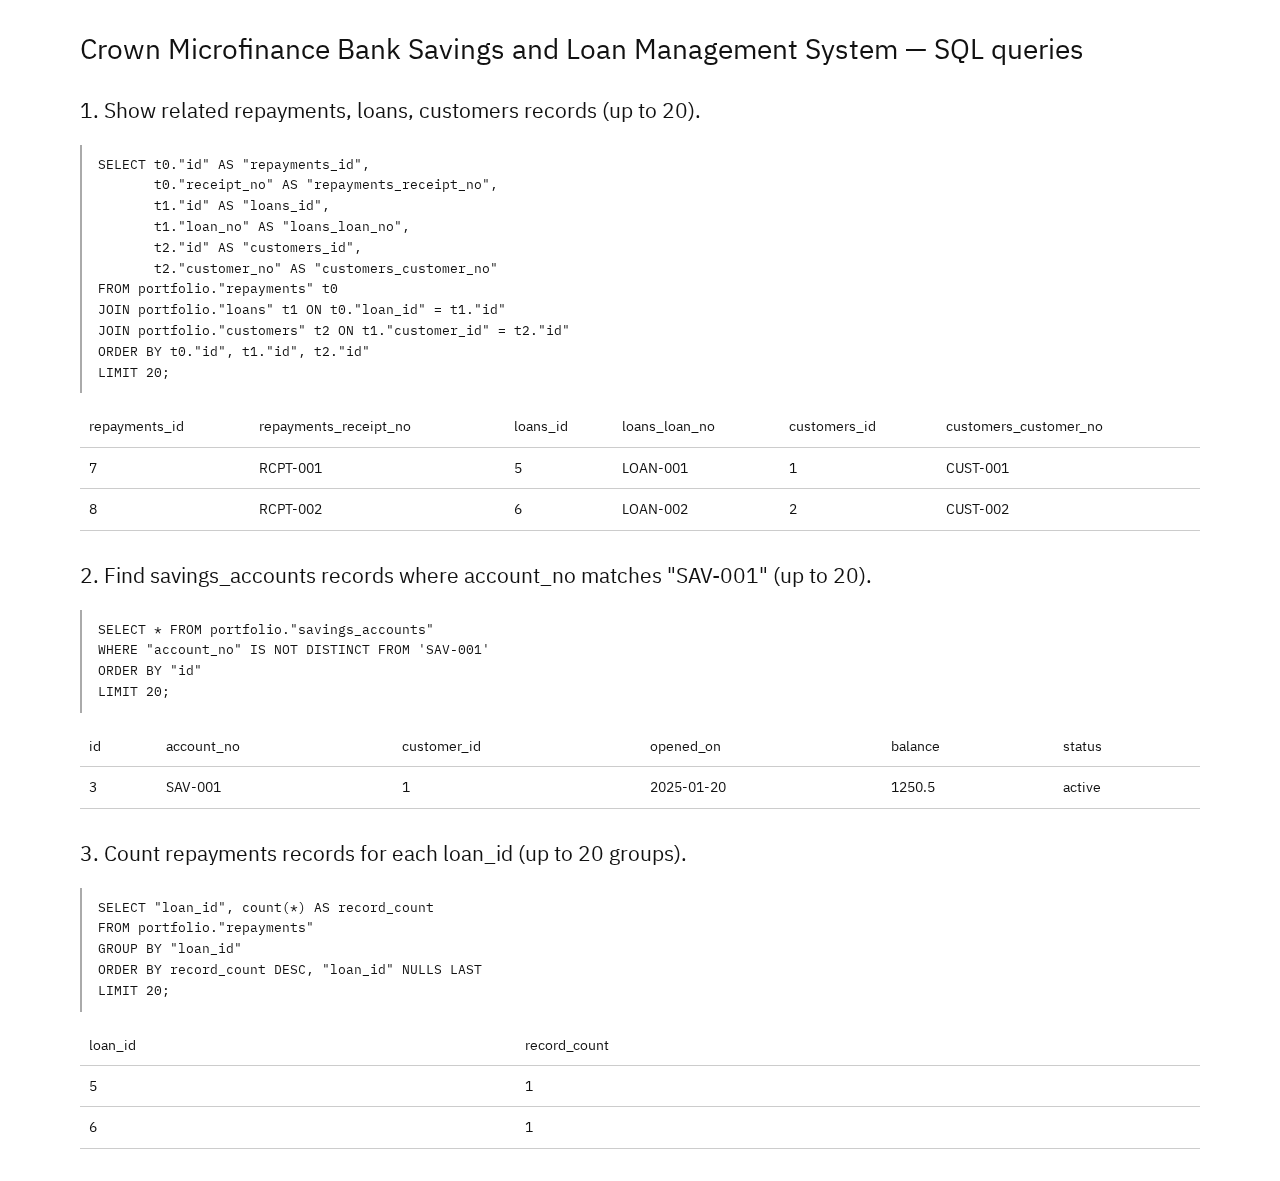 Crown Microfinance Bank Savings and Loan Management System — SQL queries
1. Show related repayments, loans, customers records (up to 20).
SELECT t0."id" AS "repayments_id",
       t0."receipt_no" AS "repayments_receipt_no",
       t1."id" AS "loans_id",
       t1."loan_no" AS "loans_loan_no",
       t2."id" AS "customers_id",
       t2."customer_no" AS "customers_customer_no"
FROM portfolio."repayments" t0
JOIN portfolio."loans" t1 ON t0."loan_id" = t1."id"
JOIN portfolio."customers" t2 ON t1."customer_id" = t2."id"
ORDER BY t0."id", t1."id", t2."id"
LIMIT 20;
repayments_id repayments_receipt_no loans_id loans_loan_no customers_id customers_customer_no
7 RCPT-001 5 LOAN-001 1 CUST-001
8 RCPT-002 6 LOAN-002 2 CUST-002
2. Find savings_accounts records where account_no matches "SAV-001" (up to 20).
SELECT * FROM portfolio."savings_accounts"
WHERE "account_no" IS NOT DISTINCT FROM 'SAV-001'
ORDER BY "id"
LIMIT 20;
id account_no customer_id opened_on balance status
3 SAV-001 1 2025-01-20 1250.5 active
3. Count repayments records for each loan_id (up to 20 groups).
SELECT "loan_id", count(*) AS record_count
FROM portfolio."repayments"
GROUP BY "loan_id"
ORDER BY record_count DESC, "loan_id" NULLS LAST
LIMIT 20;
loan_id record_count
5 1
6 1